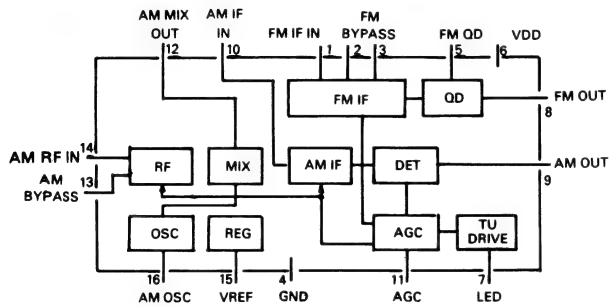 AM MIX OUT
AM IF IN
FM IF IN
FM BYPASS
FM QD
VDD
12
10
1
2
3
5
6
FM IF
QD
FM OUT
8
14
AM RF IN
13
AM BYPASS
RF
MIX
AM IF
DET
AM OUT
9
OSC
REG
AGC
TU DRIVE
16
15
4
11
7
AM OSC
VREF
GND
AGC
LED